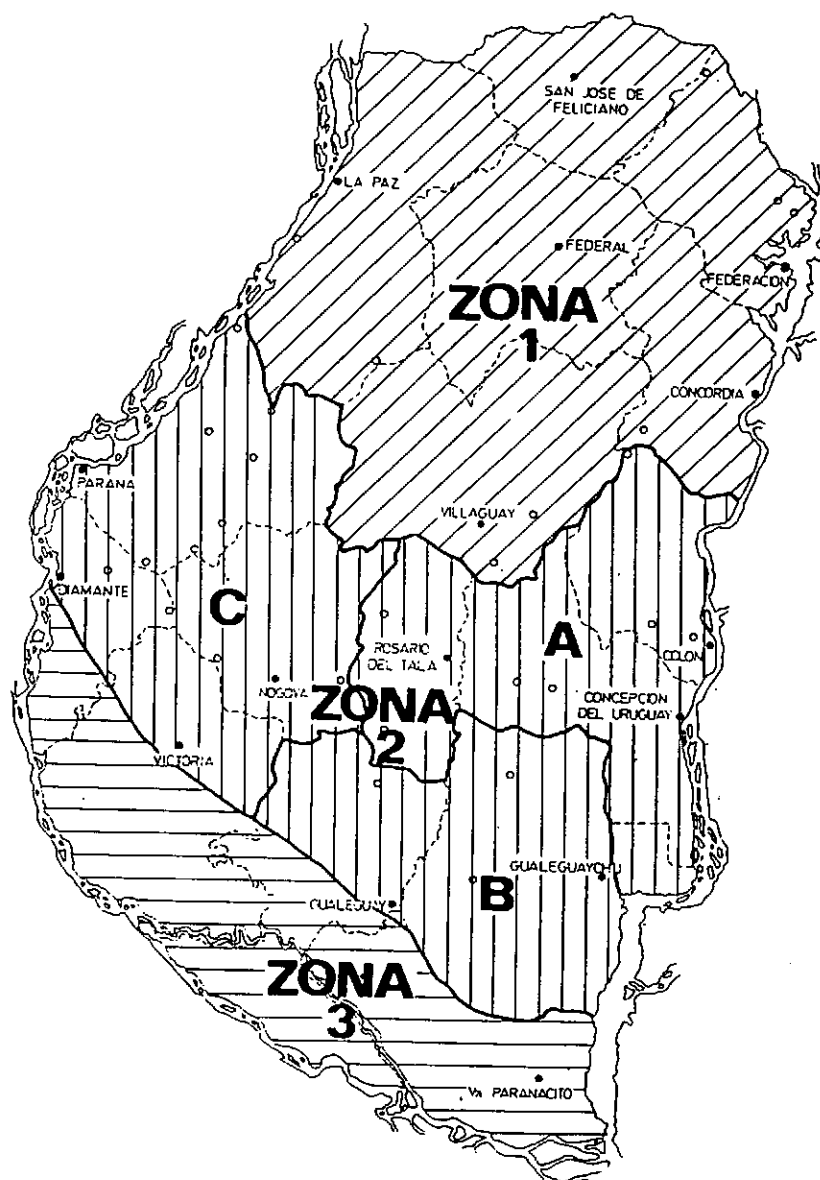 SAN JOSE DE
FELICIANO
LA PAZ
FEDERAL
FEDERACION
ZONA
1
CONCORDIA
PARANA
VILLAGUAY
DIAMANTE
C
A
ROSARIO
DEL TALA
COLON
NOGOYA
CONCEPCION
DEL URUGUAY
ZONA
2
VICTORIA
GUALEGUAYCHU
B
GUALEGUAY
ZONA
3
Va PARANACITO